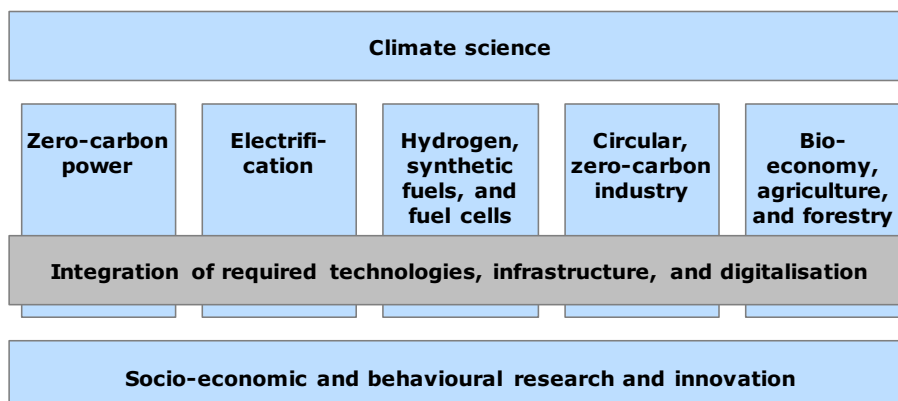 Climate science
Zero-carbon
power
Electrifi-
cation
Hydrogen,
synthetic
fuels, and
fuel cells
Circular,
zero-carbon
industry
Bio-
economy,
agriculture,
and forestry
Integration of required technologies, infrastructure, and digitalisation
Socio-economic and behavioural research and innovation